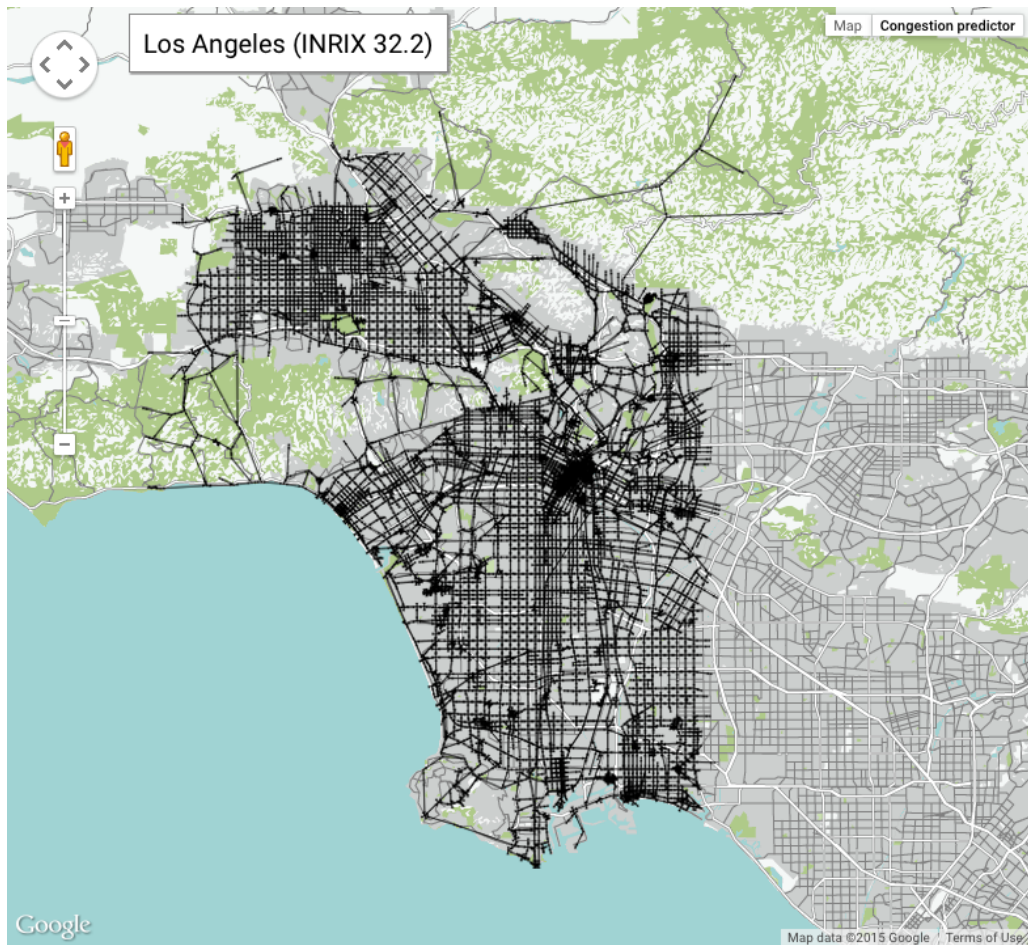 Los Angeles (INRIX 32.2)
Map
Congestion predictor
Google
Map data ©2015 Google
Terms of Use